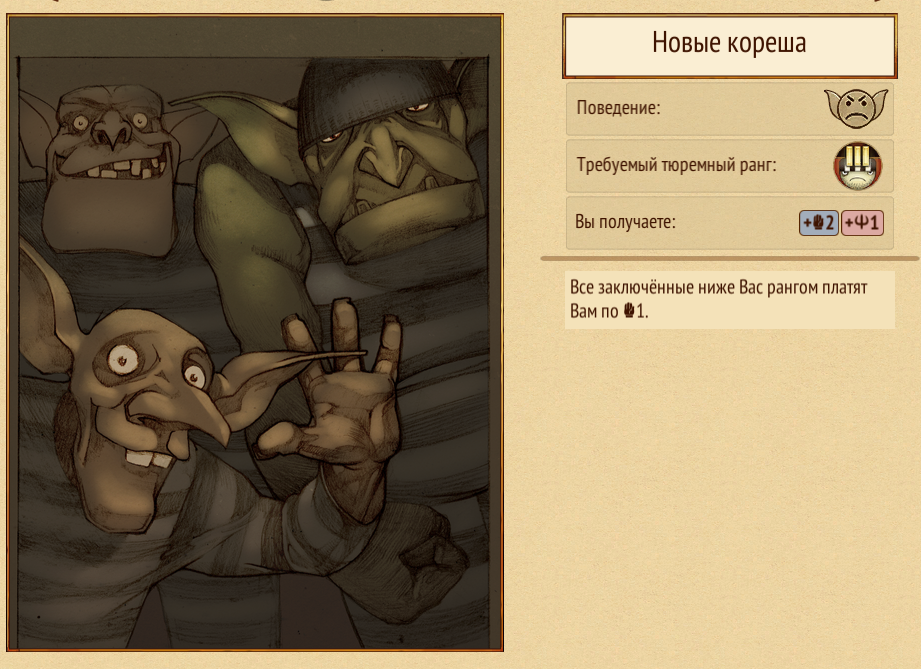 Новые кореша
Поведение:
Требуемый тюремный ранг:
Вы получаете: +2 +1
Все заключённые ниже Вас рангом платят
Вам по 1.